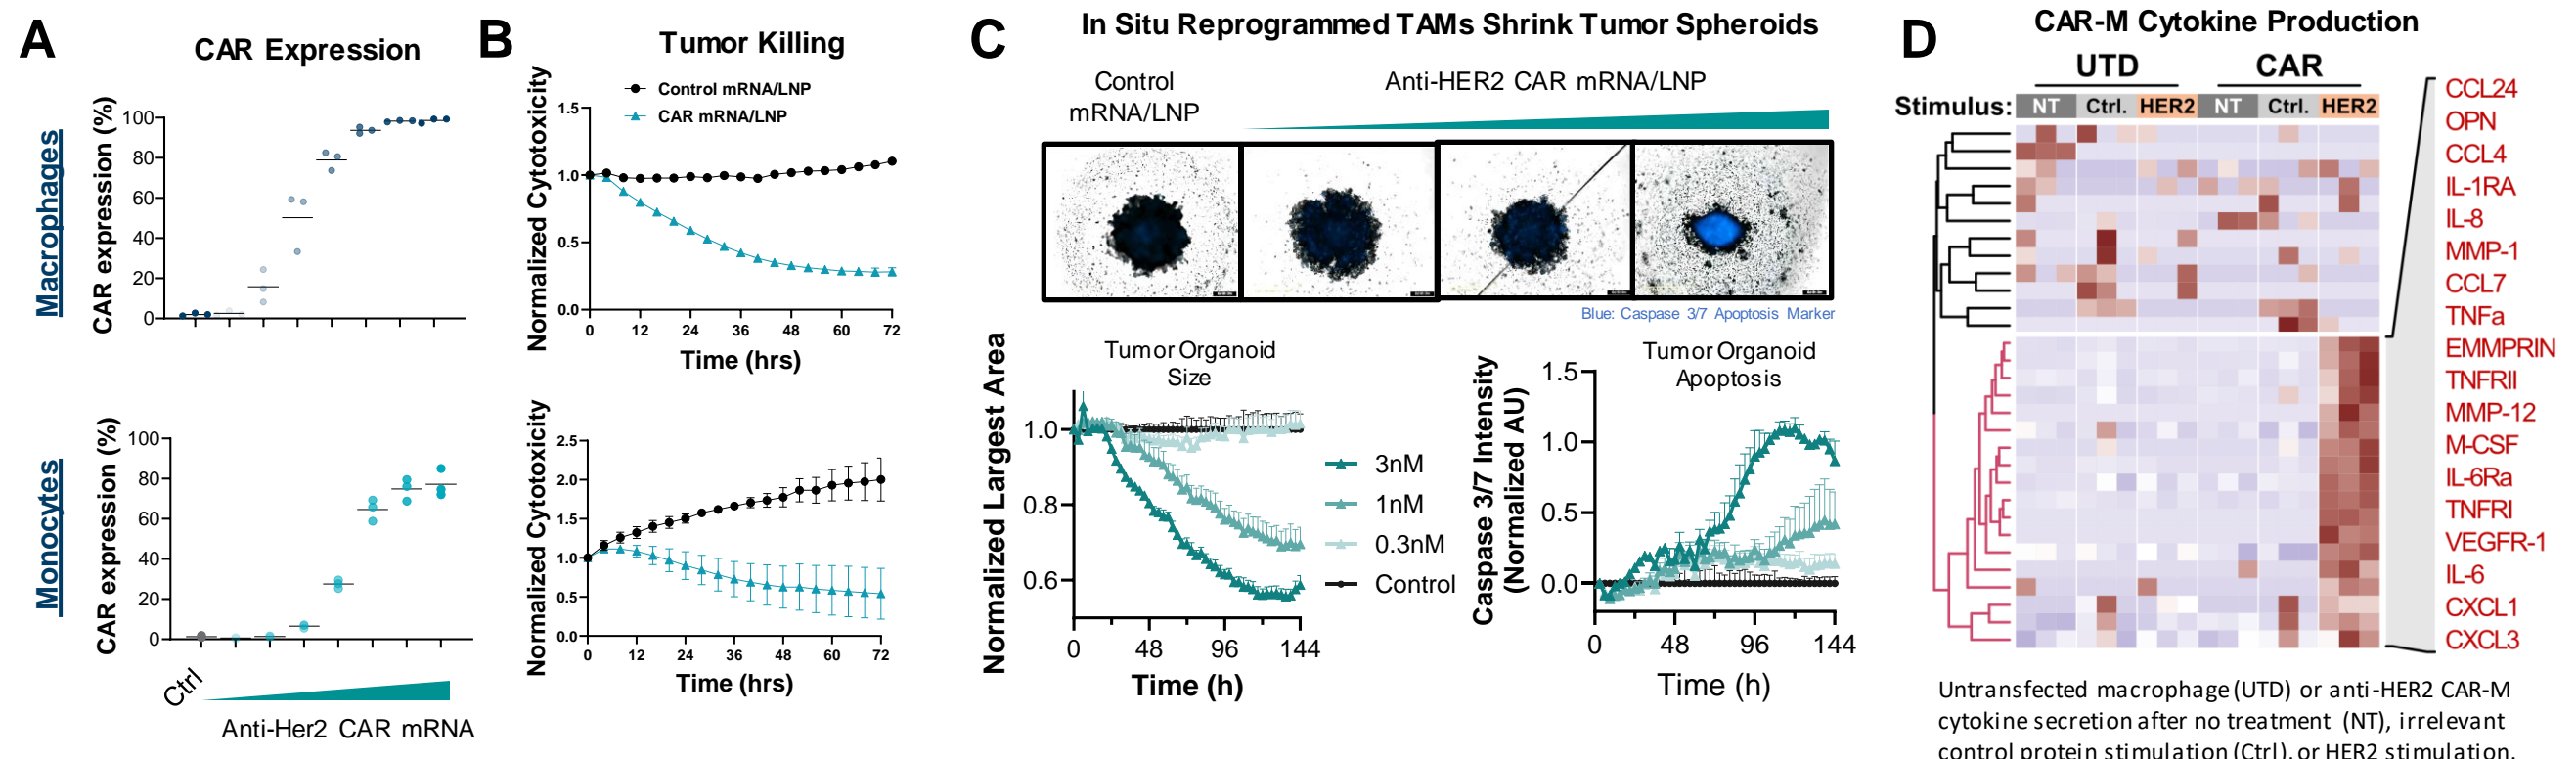 A
CAR Expression
Macrophages
CAR expression (%)
100
80
60
40
20
0
Monocytes
CAR expression (%)
100
80
60
40
20
0
Ctrl
Anti-Her2 CAR mRNA
B
Tumor Killing
Control mRNA/LNP
CAR mRNA/LNP
Normalized Cytotoxicity
1.5
1.0
0.5
0.0
0 12 24 36 48 60 72
Time (hrs)
Normalized Cytotoxicity
2.5
2.0
1.5
1.0
0.5
0.0
0 12 24 36 48 60 72
Time (hrs)
C
In Situ Reprogrammed TAMs Shrink Tumor Spheroids
Control
mRNA/LNP
Anti-HER2 CAR mRNA/LNP
Blue: Caspase 3/7 Apoptosis Marker
Tumor Organoid
Size
Normalized Largest Area
1.0
0.8
0.6
0 48 96 144
Time (h)
3nM
1nM
0.3nM
Control
Tumor Organoid
Apoptosis
Caspase 3/7 Intensity
(Normalized AU)
1.5
1.0
0.5
0.0
0 48 96 144
Time (h)
D
CAR-M Cytokine Production
UTD CAR
Stimulus: NT Ctrl. HER2 NT Ctrl. HER2
CCL24
OPN
CCL4
IL-1RA
IL-8
MMP-1
CCL7
TNFa
EMMPRIN
TNFRII
MMP-12
M-CSF
IL-6Ra
TNFRI
VEGFR-1
IL-6
CXCL1
CXCL3
Untransfected macrophage (UTD) or anti-HER2 CAR-M
cytokine secretion after no treatment (NT), irrelevant
control protein stimulation (Ctrl), or HER2 stimulation.